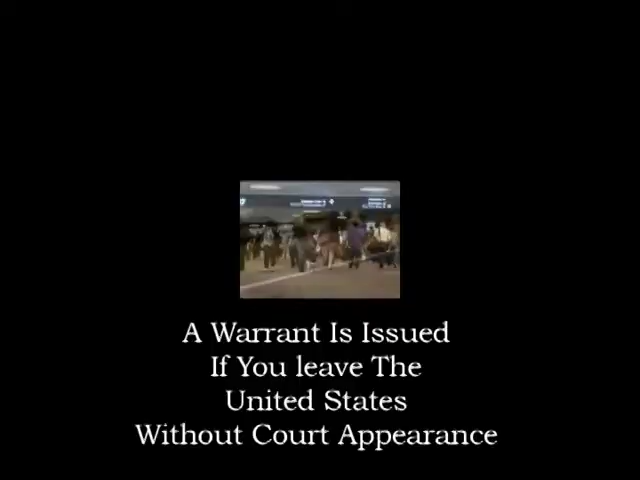 A Warrant Is Issued
If You leave The
United States
Without Court Appearance